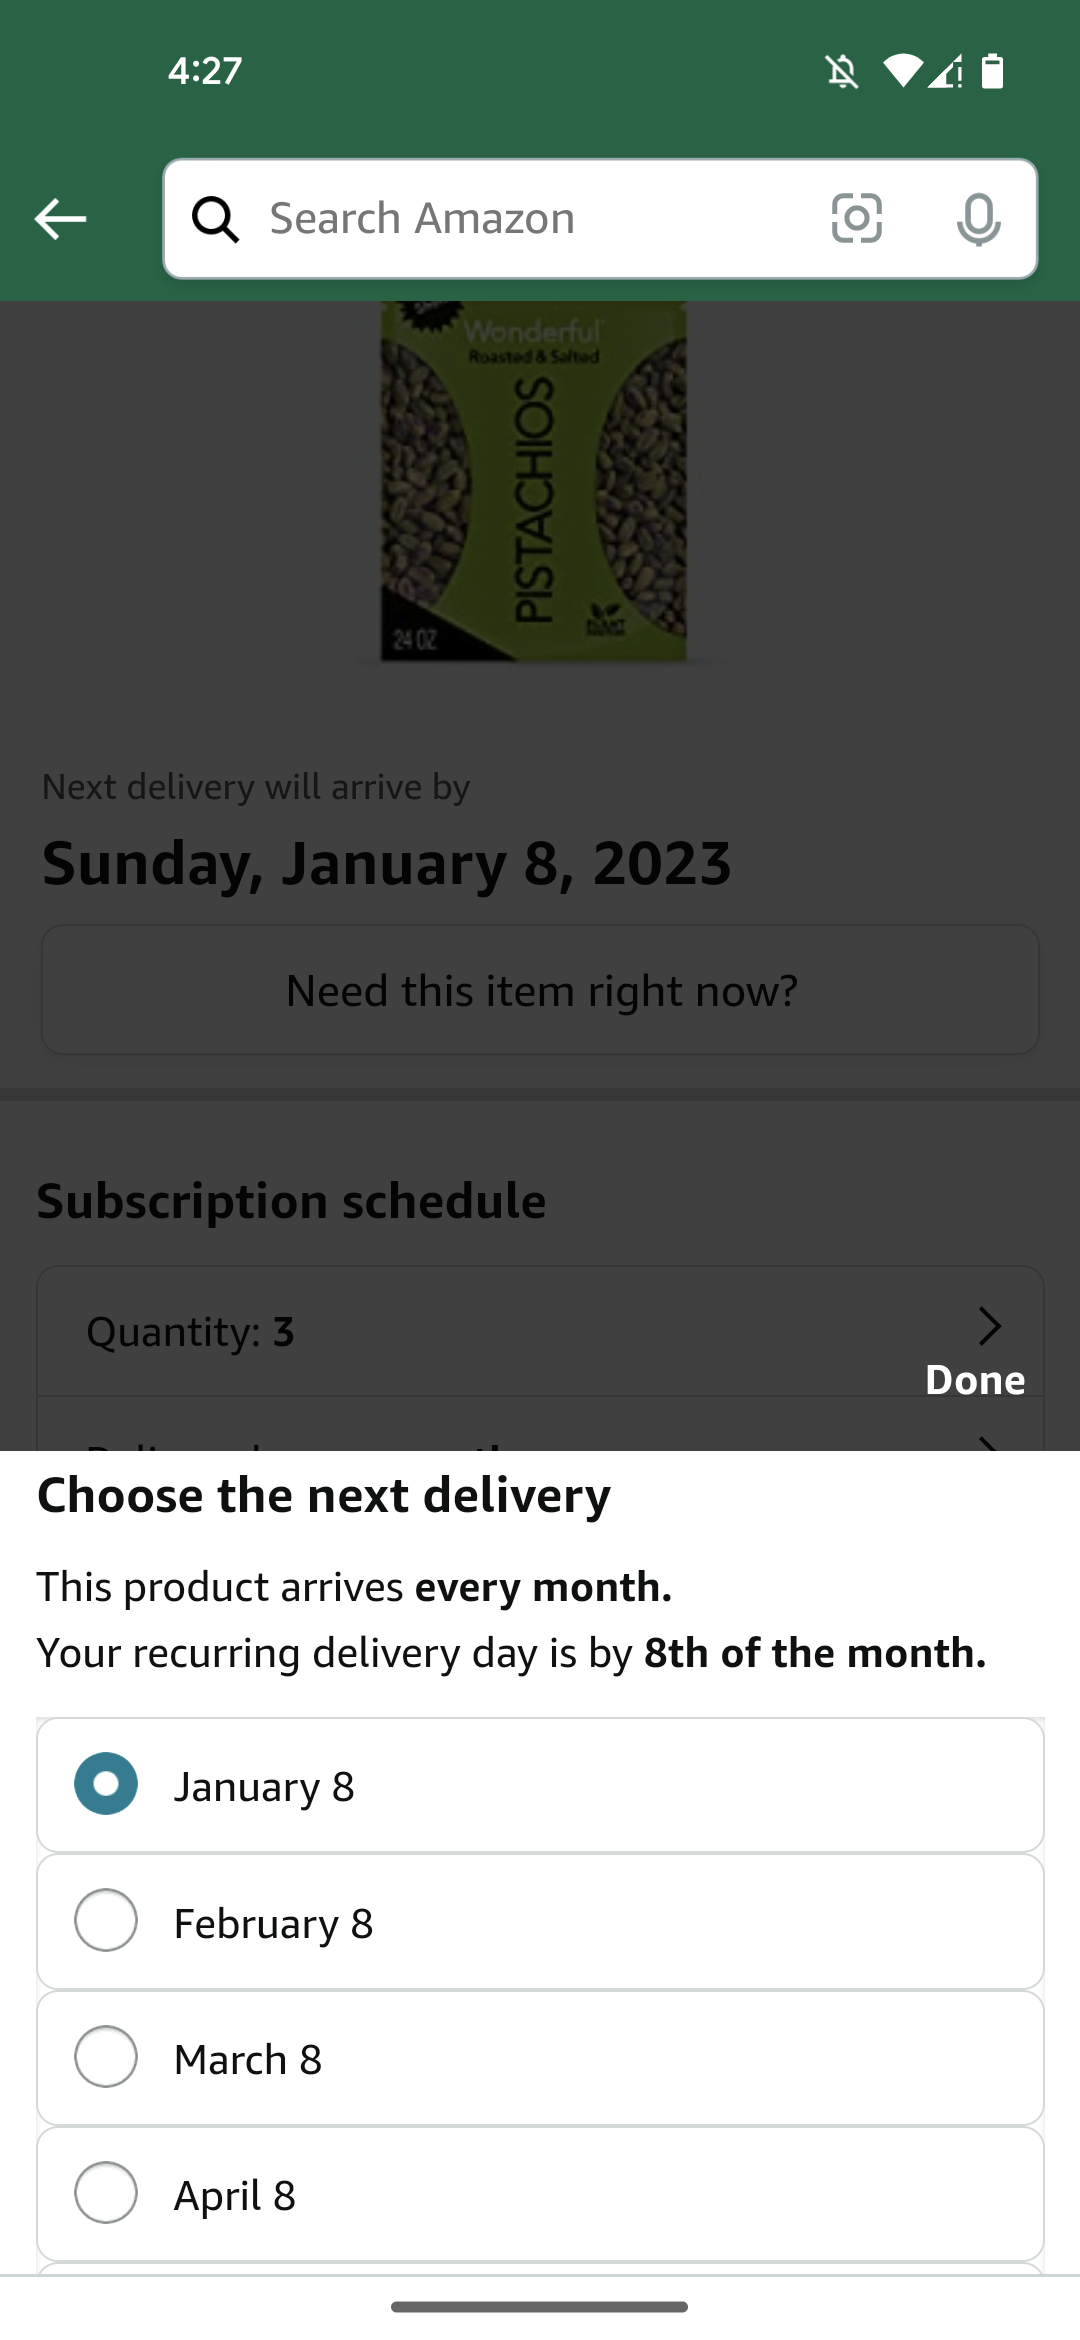 4:27
Search Amazon
Wonderful
Roasted & Salted
PISTACHIOS
24 OZ
PLANT
Next delivery will arrive by
Sunday, January 8, 2023
Need this item right now?
Subscription schedule
Quantity: 3
Done
Choose the next delivery
This product arrives every month.
Your recurring delivery day is by 8th of the month.
January 8
February 8
March 8
April 8